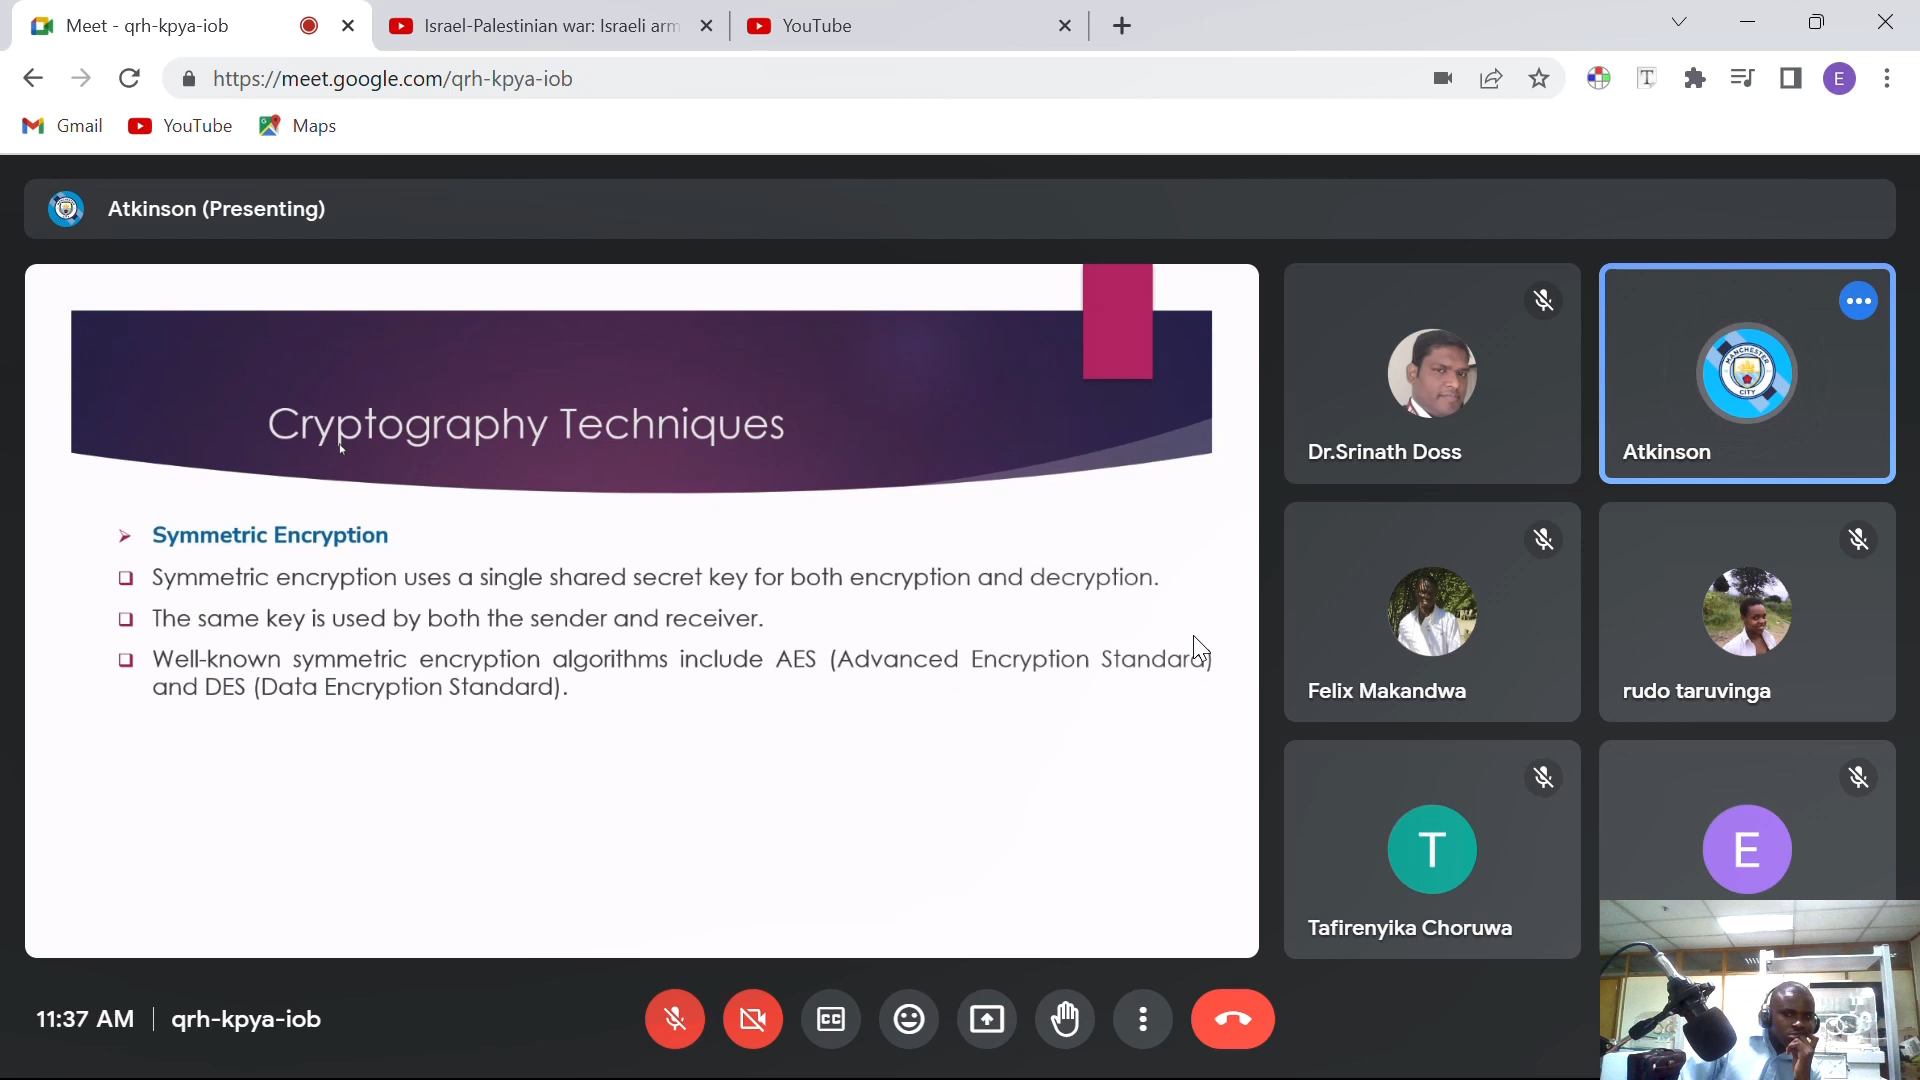 Meet - qrh-kpya-iob
Israel-Palestinian war: Israeli arm
YouTube
https://meet.google.com/qrh-kpya-iob
T
E
Gmail
YouTube
Maps
Atkinson (Presenting)
Cryptography Techniques
Symmetric Encryption
Symmetric encryption uses a single shared secret key for both encryption and decryption.
The same key is used by both the sender and receiver.
Well-known symmetric encryption algorithms include AES (Advanced Encryption Standard)
and DES (Data Encryption Standard).
Dr.Srinath Doss
MANCHESTER
CITY
Atkinson
Felix Makandwa
rudo taruvinga
T
Tafirenyika Choruwa
E
11:37 AM
qrh-kpya-iob
CC